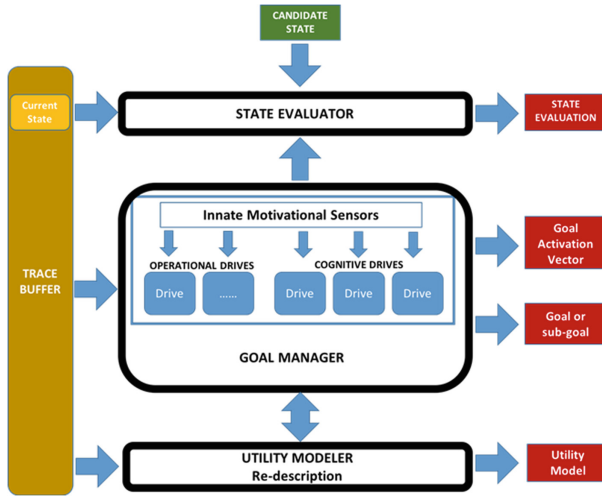 CANDIDATE
STATE
Current
State
STATE EVALUATOR
STATE
EVALUATION
Innate Motivational Sensors
OPERATIONAL DRIVES
COGNITIVE DRIVES
Drive
......
Drive
Drive
Drive
GOAL MANAGER
TRACE
BUFFER
Goal
Activation
Vector
Goal or
sub-goal
UTILITY MODELER
Re-description
Utility
Model